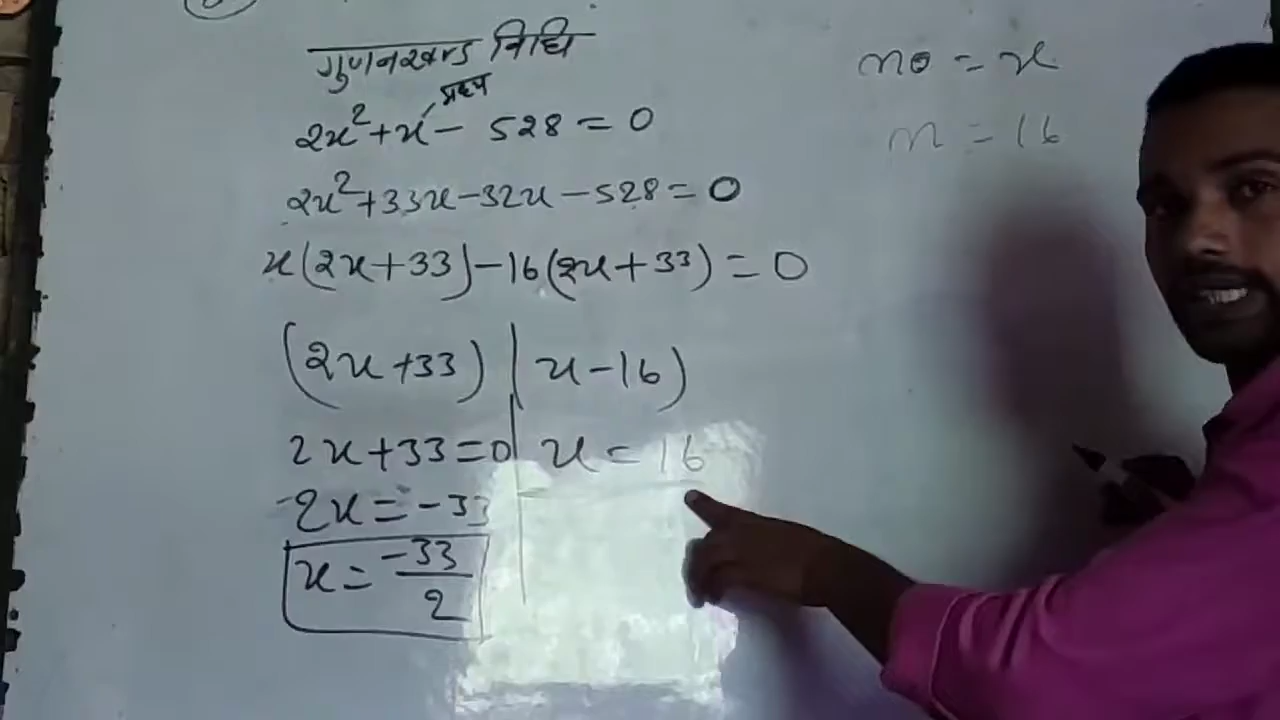 गुणनखण्ड विधि
प्रश्न
2x²+x- 528=0
2x²+33x-32x-528=0
x(2x+33)-16(2x+33)=0
(2x+33) | x-16)
2x+33=0 | x=16
2x=-33
x=-33/2
no = x
n = 16